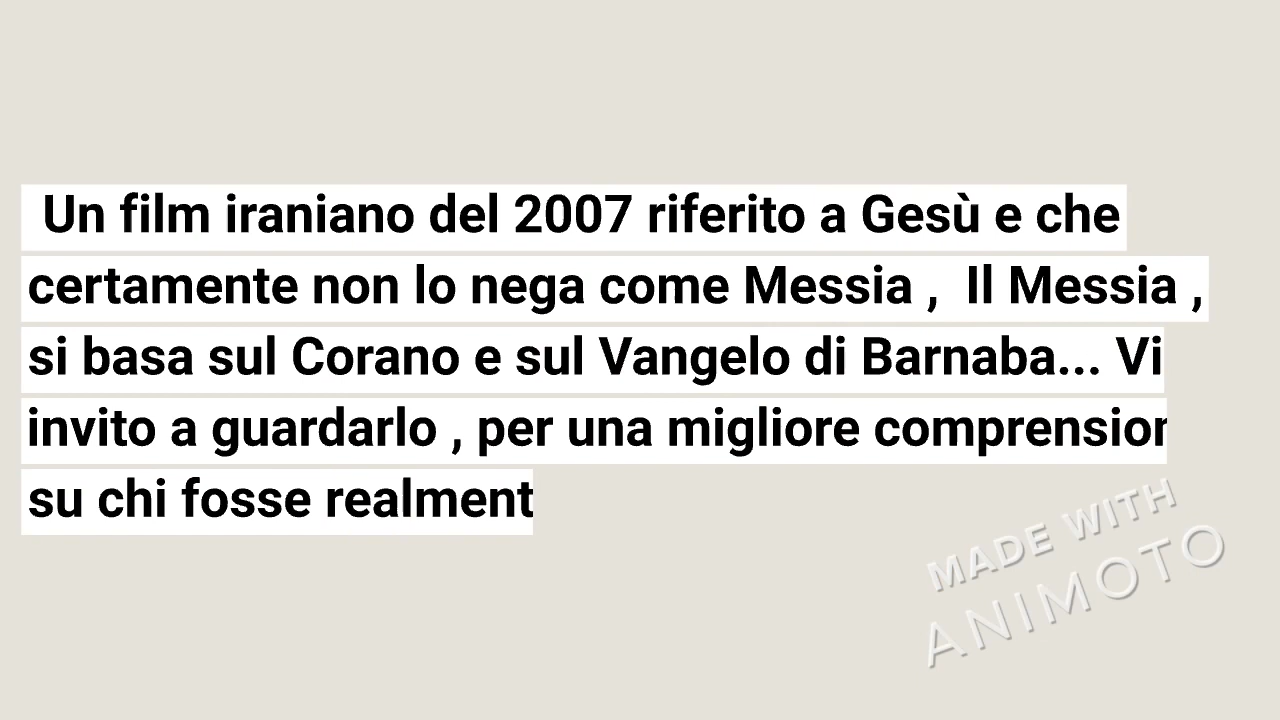 Un film iraniano del 2007 riferito a Gesù e che
certamente non lo nega come Messia ,  Il Messia ,
si basa sul Corano e sul Vangelo di Barnaba... Vi
invito a guardarlo , per una migliore comprension
su chi fosse realment
MADE WITH
ANIMOTO